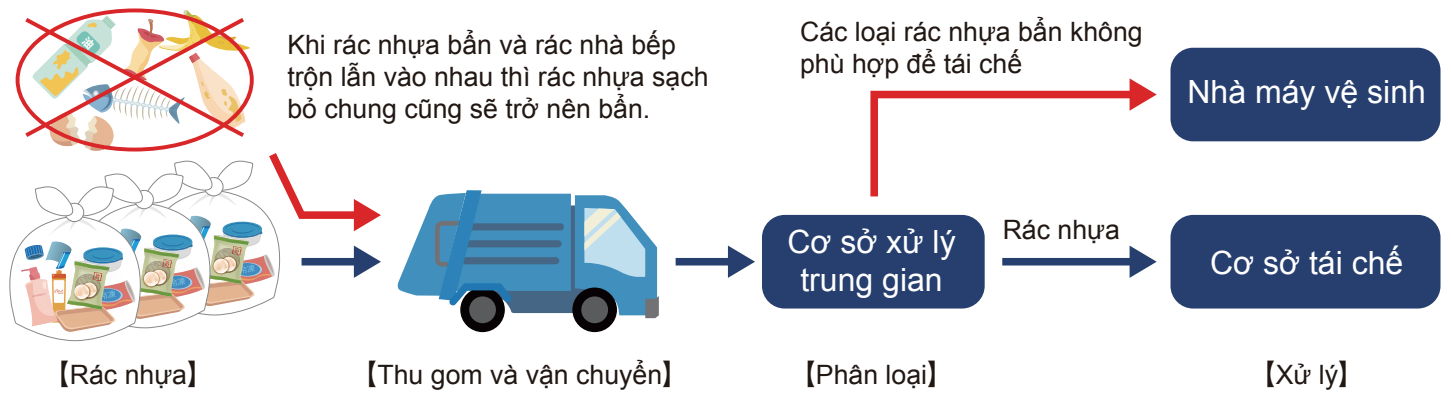 Khi rác nhựa bẩn và rác nhà bếp
trộn lẫn vào nhau thì rác nhựa sạch
bỏ chung cũng sẽ trở nên bẩn.
Các loại rác nhựa bẩn không
phù hợp để tái chế
Nhà máy vệ sinh
Cơ sở xử lý
trung gian
Rác nhựa
Cơ sở tái chế
【Rác nhựa】
【Thu gom và vận chuyển】
【Phân loại】
【Xử lý】